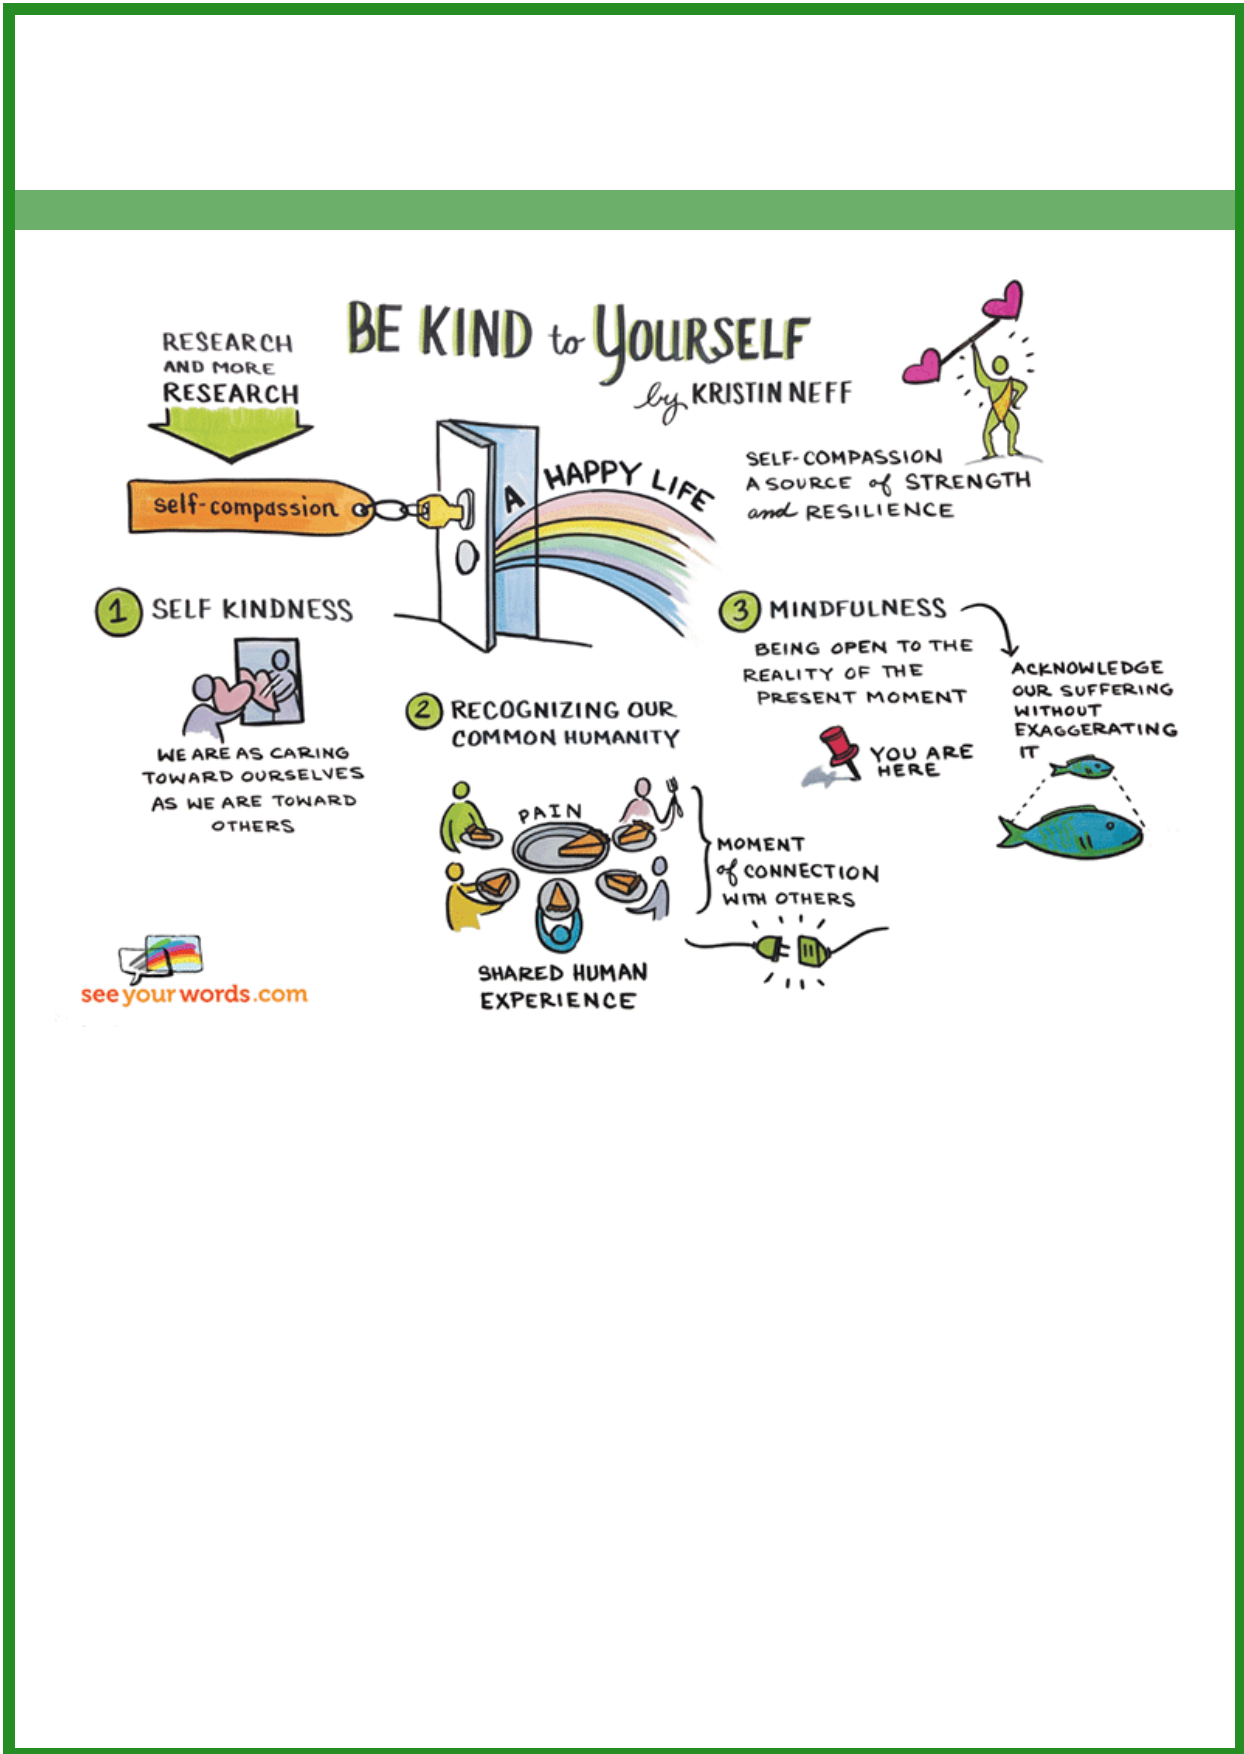 BE KIND to YOURSELF
by KRISTIN NEFF
RESEARCH
AND MORE
RESEARCH
self-compassion
A HAPPY LIFE
SELF-COMPASSION
A SOURCE of STRENGTH
and RESILIENCE
1 SELF KINDNESS
WE ARE AS CARING
TOWARD OURSELVES
AS WE ARE TOWARD
OTHERS
2 RECOGNIZING OUR
COMMON HUMANITY
PAIN
SHARED HUMAN
EXPERIENCE
MOMENT
of CONNECTION
WITH OTHERS
3 MINDFULNESS
BEING OPEN TO THE
REALITY OF THE
PRESENT MOMENT
YOU ARE
HERE
ACKNOWLEDGE
OUR SUFFERING
WITHOUT
EXAGGERATING
IT
seeyourwords.com